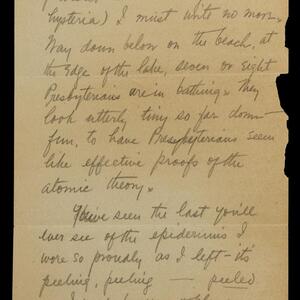 hysteria) I must write no more.
Way down below on the beach, at
the edge of the lake, seven or eight
Presbyterians are in bathing. They
look utterly tiny so far down-
fun, to have Presbyterians seem
like effective proofs of the
atomic theory.
You've seen the last you'll
ever see of the epidermis I
wore so proudly as I left - it's
peeling, peeling — peeled